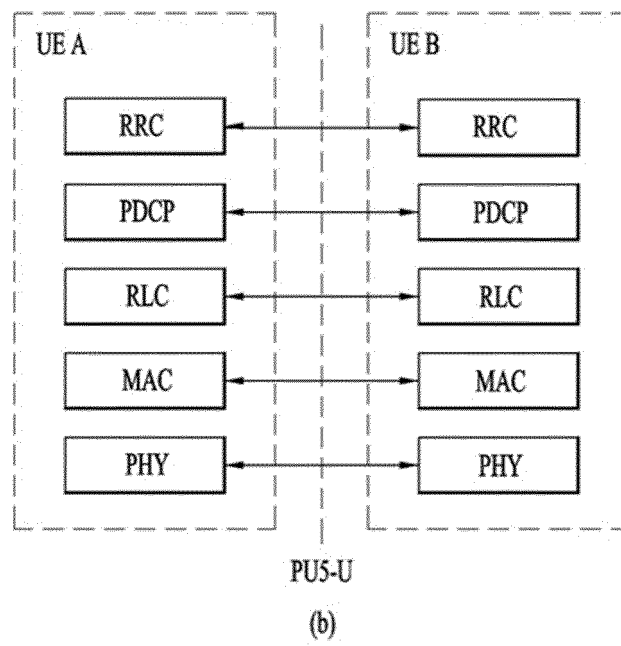 UE A
UE B
RRC
RRC
PDCP
PDCP
RLC
RLC
MAC
MAC
PHY
PHY
PU5-U
(b)